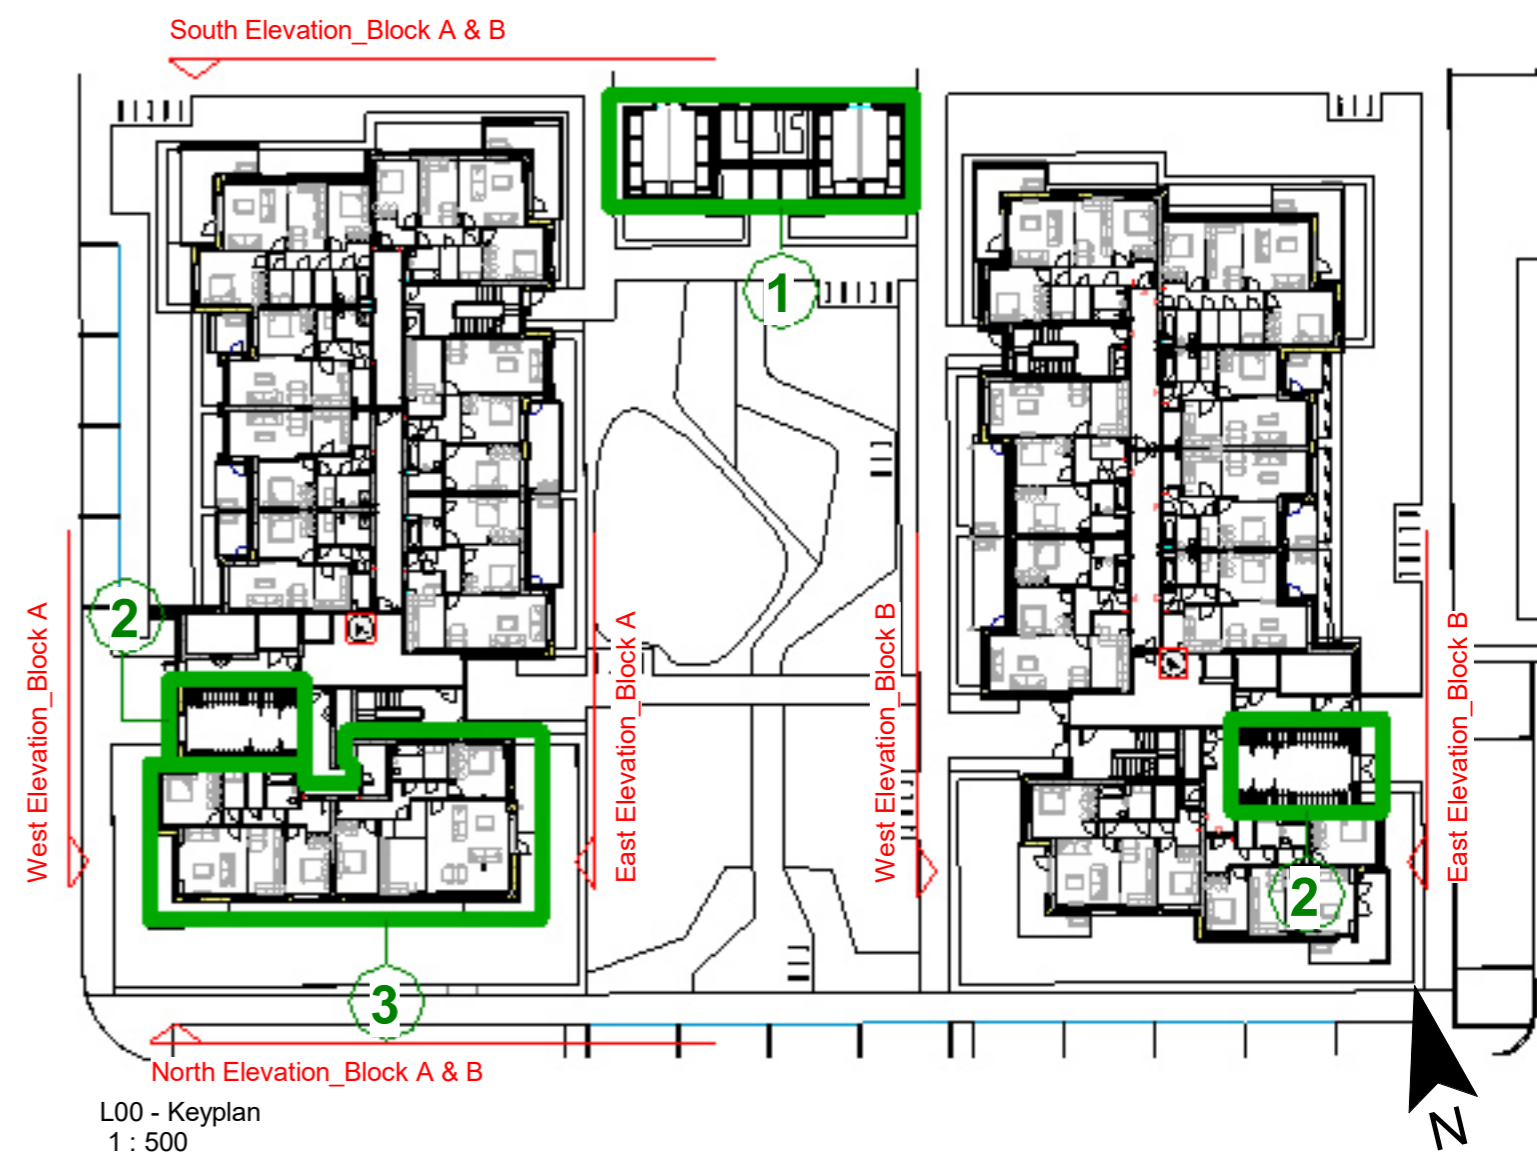 South Elevation_Block A & B
1
2
West Elevation_Block A
East Elevation_Block A
West Elevation_Block B
East Elevation_Block B
2
3
North Elevation_Block A & B
N
L00 - Keyplan
1 : 500